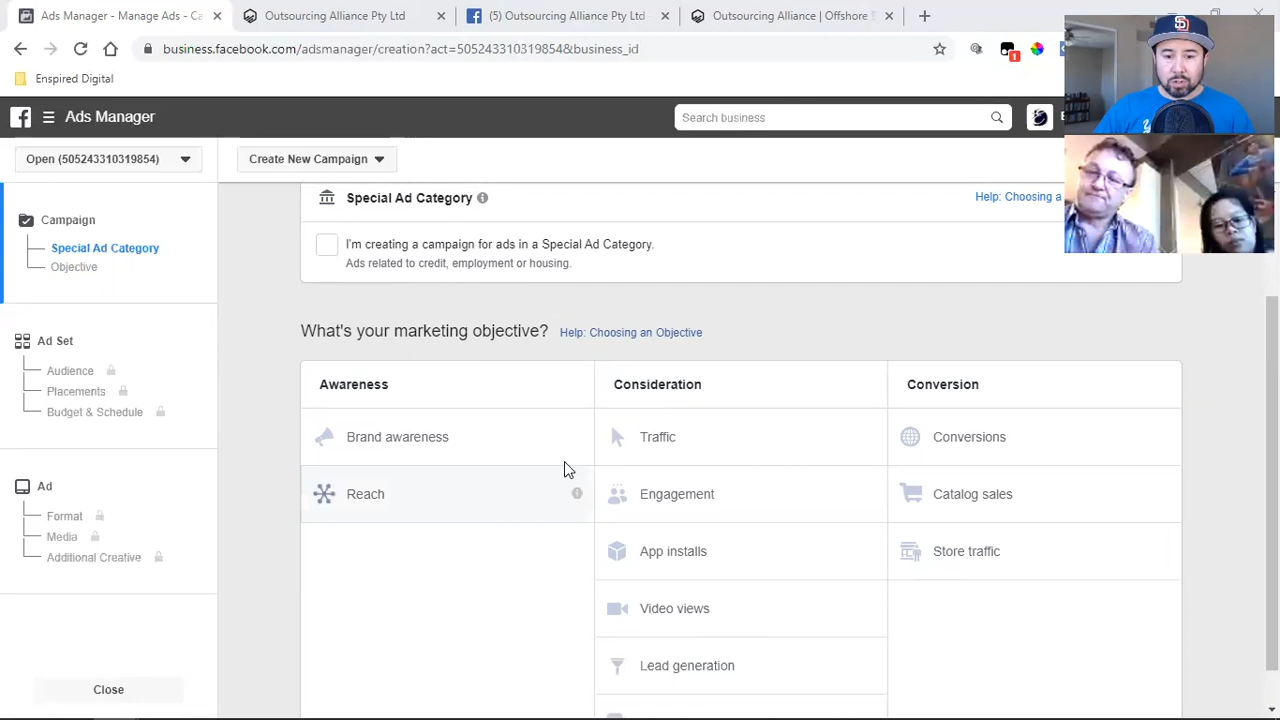 Ads Manager - Manage Ads - Ca
Outsourcing Alliance Pty Ltd
(5) Outsourcing Alliance Pty Ltd
Outsourcing Alliance | Offshore E
business.facebook.com/adsmanager/creation?act=505243310319854&business_id
1
Enspired Digital
Ads Manager
Search business
Open (505243310319854)
Create New Campaign
Special Ad Category
Help: Choosing a
Campaign
Special Ad Category
Objective
I'm creating a campaign for ads in a Special Ad Category.
Ads related to credit, employment or housing.
What's your marketing objective? Help: Choosing an Objective
Ad Set
Audience
Placements
Budget & Schedule
Awareness
Consideration
Conversion
Brand awareness
Traffic
Conversions
Reach
Engagement
Catalog sales
Ad
Format
Media
Additional Creative
App installs
Store traffic
Video views
Lead generation
Close